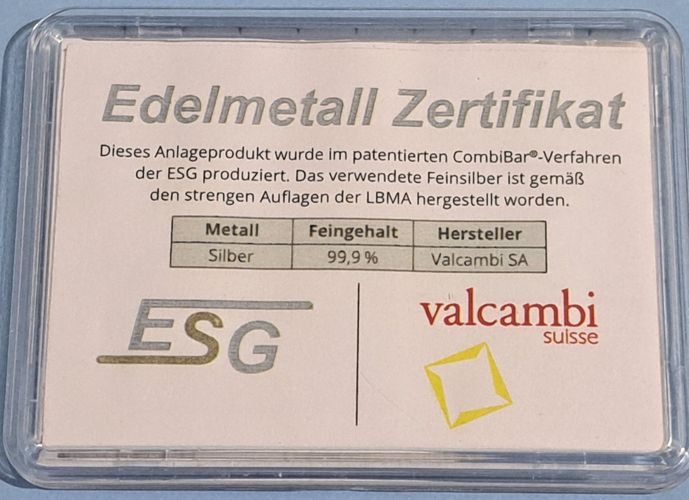 Edelmetall Zertifikat
Dieses Anlageprodukt wurde im patentierten CombiBar®-Verfahren
der ESG produziert. Das verwendete Feinsilber ist gemäß
den strengen Auflagen der LBMA hergestellt worden.
Metall Feingehalt Hersteller
Silber 99,9 % Valcambi SA
ESG
valcambi
suisse